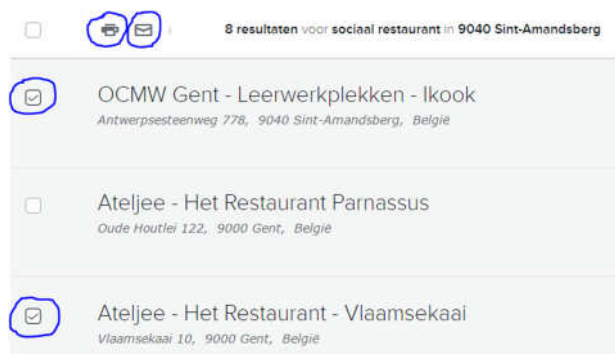 8 resultaten voor sociaal restaurant in 9040 Sint-Amandsberg
OCMW Gent - Leerwerkplekken - Ikook
Antwerpsesteenweg 778, 9040 Sint-Amandsberg, België
Ateljee - Het Restaurant Parnassus
Oude Houtlei 122, 9000 Gent, België
Ateljee - Het Restaurant - Vlaamsekaai
Vlaamsekaai 10, 9000 Gent, België